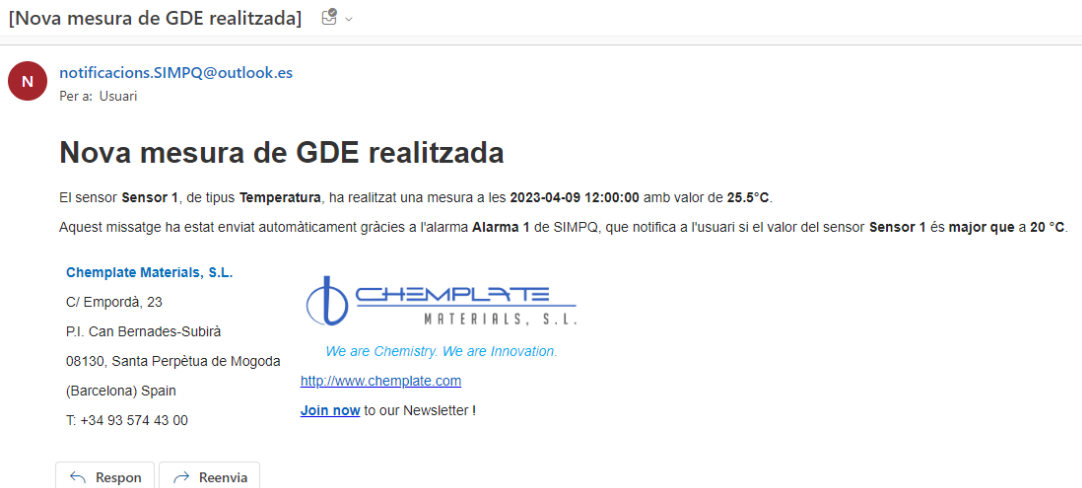 [Nova mesura de GDE realitzada]
N
notificacions.SIMPQ@outlook.es
Per a: Usuari
Nova mesura de GDE realitzada
El sensor Sensor 1, de tipus Temperatura, ha realitzat una mesura a les 2023-04-09 12:00:00 amb valor de 25.5°C.
Aquest missatge ha estat enviat automàticament gràcies a l'alarma Alarma 1 de SIMPQ, que notifica a l'usuari si el valor del sensor Sensor 1 és major que a 20 °C.
Chemplate Materials, S.L.
C/ Empordà, 23
P.I. Can Bernades-Subirà
08130, Santa Perpètua de Mogoda
(Barcelona) Spain
T: +34 93 574 43 00
CHEMPLATE
MATERIALS, S.L.
We are Chemistry. We are Innovation.
http://www.chemplate.com
Join now to our Newsletter !
Respon
Reenvia